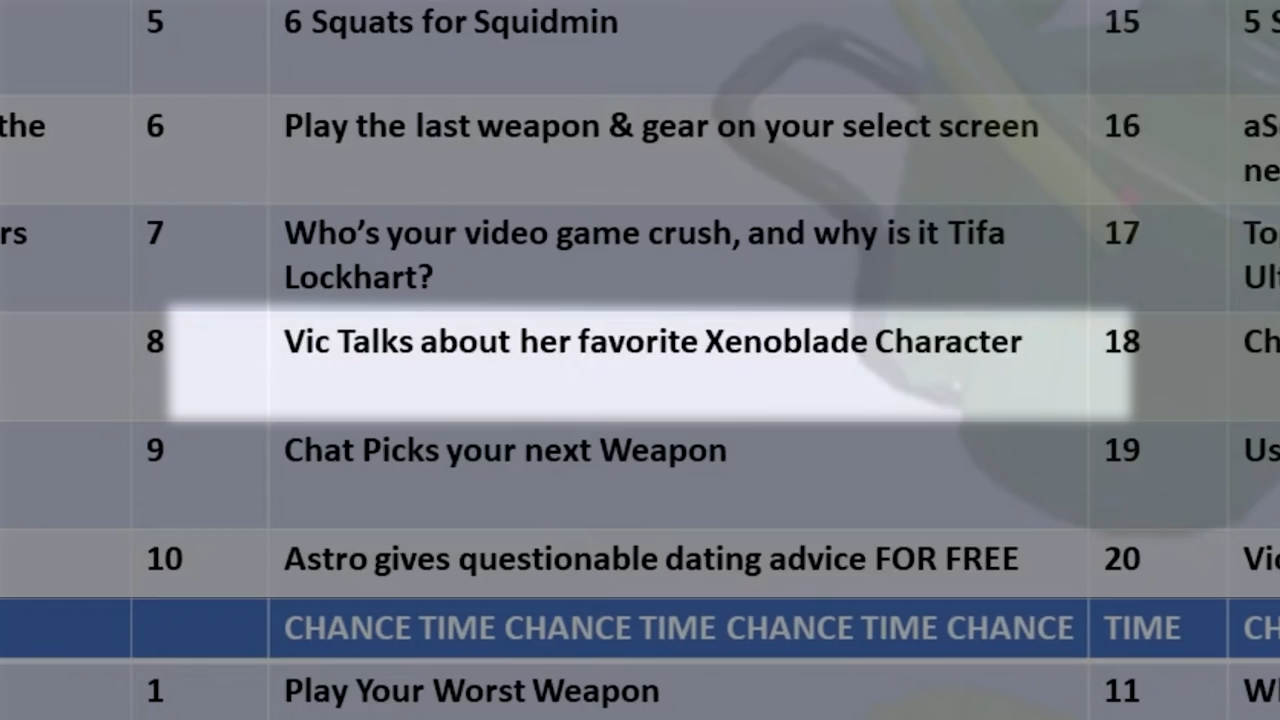 5 6 Squats for Squidmin 15 5
the 6 Play the last weapon & gear on your select screen 16
7 Who's your video game crush, and why is it Tifa 17
Lockhart?
8 Vic Talks about her favorite Xenoblade Character 18
9 Chat Picks your next Weapon 19
10 Astro gives questionable dating advice FOR FREE 20
CHANCE TIME CHANCE TIME CHANCE TIME CHANCE TIME
1 Play Your Worst Weapon 11